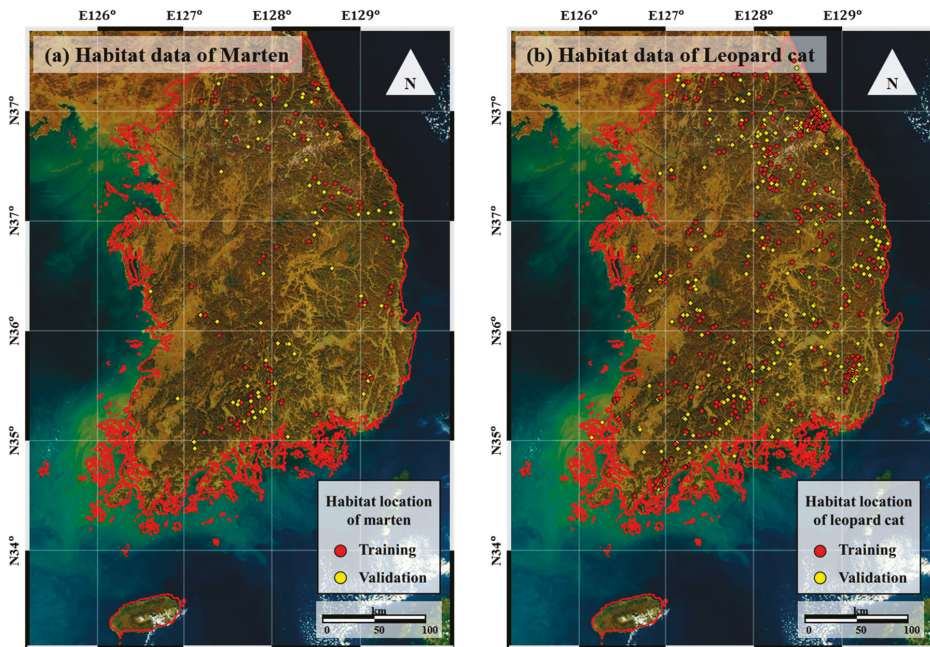 E126° E127° E128° E129°
(a) Habitat data of Marten
N
N37°
N37°
N36°
N35°
N34°
Habitat location
of marten
Training
Validation
km
0 50 100
E126° E127° E128° E129°
(b) Habitat data of Leopard cat
N
N37°
N37°
N36°
N35°
N34°
Habitat location
of leopard cat
Training
Validation
km
0 50 100